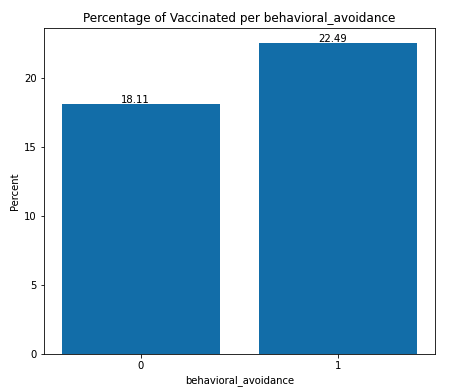 Percentage of Vaccinated per behavioral_avoidance
22.49
18.11
20
15
10
5
0
Percent
0 1
behavioral_avoidance